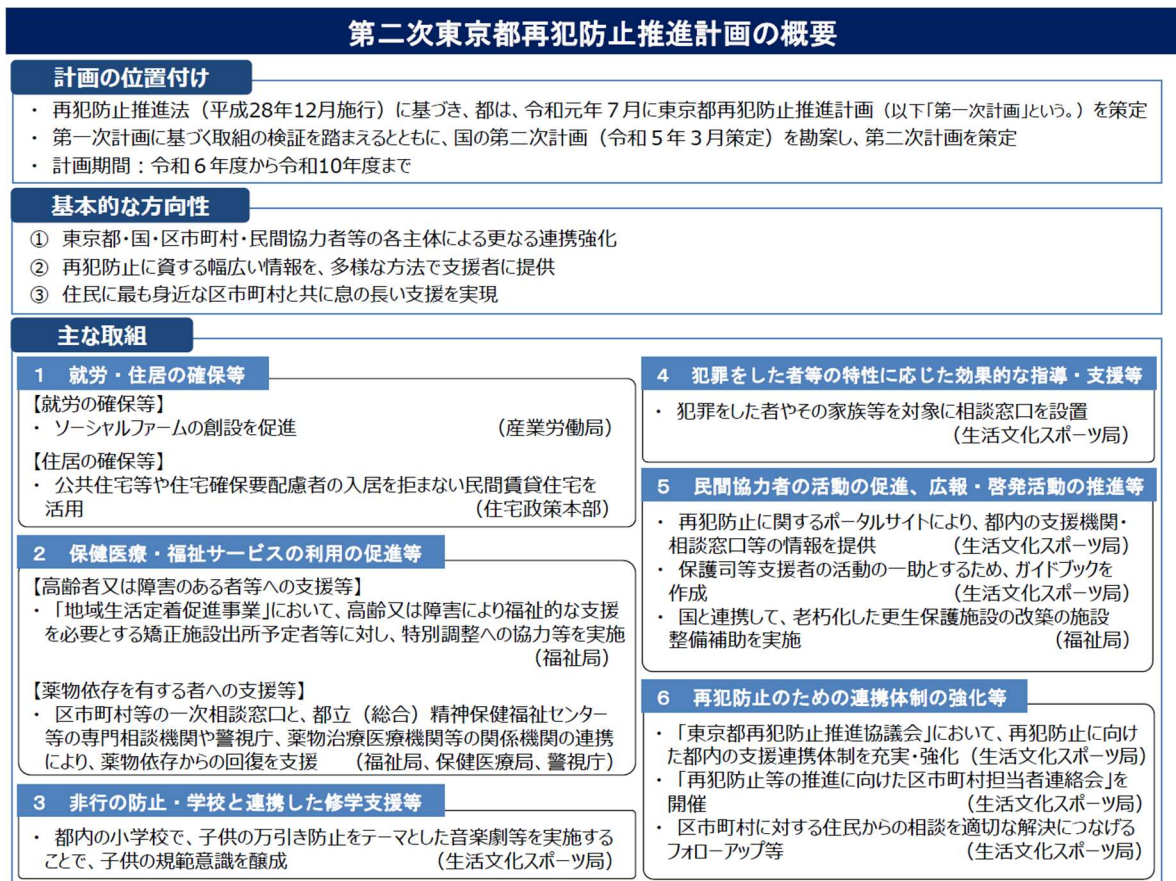 第二次東京都再犯防止推進計画の概要
計画の位置付け
・ 再犯防止推進法（平成28年12月施行）に基づき、都は、令和元年７月に東京都再犯防止推進計画（以下「第一次計画」という。）を策定
・ 第一次計画に基づく取組の検証を踏まえるとともに、国の第二次計画（令和５年３月策定）を勘案し、第二次計画を策定
・ 計画期間：令和６年度から令和10年度まで
基本的な方向性
① 東京都・国・区市町村・民間協力者等の各主体による更なる連携強化
② 再犯防止に資する幅広い情報を、多様な方法で支援者に提供
③ 住民に最も身近な区市町村と共に息の長い支援を実現
主な取組
１ 就労・住居の確保等
【就労の確保等】
・ ソーシャルファームの創設を促進 （産業労働局）
【住居の確保等】
・ 公共住宅等や住宅確保要配慮者の入居を拒まない民間賃貸住宅を
活用 （住宅政策本部）
２ 保健医療・福祉サービスの利用の促進等
【高齢者又は障害のある者等への支援等】
・「地域生活定着促進事業」において、高齢又は障害により福祉的な支援
を必要とする矯正施設出所予定者等に対し、特別調整への協力等を実施
（福祉局）
【薬物依存を有する者への支援等】
・ 区市町村等の一次相談窓口と、都立（総合）精神保健福祉センター
等の専門相談機関や警視庁、薬物治療医療機関等の関係機関の連携
により、薬物依存からの回復を支援 （福祉局、保健医療局、警視庁）
３ 非行の防止・学校と連携した修学支援等
・ 都内の小学校で、子供の万引き防止をテーマとした音楽劇等を実施する
ことで、子供の規範意識を醸成 （生活文化スポーツ局）
４ 犯罪をした者等の特性に応じた効果的な指導・支援等
・ 犯罪をした者やその家族等を対象に相談窓口を設置
（生活文化スポーツ局）
５ 民間協力者の活動の促進、広報・啓発活動の推進等
・ 再犯防止に関するポータルサイトにより、都内の支援機関・
相談窓口等の情報を提供 （生活文化スポーツ局）
・ 保護司等支援者の活動の一助とするため、ガイドブックを
作成 （生活文化スポーツ局）
・ 国と連携して、老朽化した更生保護施設の改築の施設
整備補助を実施 （福祉局）
６ 再犯防止のための連携体制の強化等
・「東京都再犯防止推進協議会」において、再犯防止に向け
た都内の支援連携体制を充実・強化（生活文化スポーツ局）
・「再犯防止等の推進に向けた区市町村担当者連絡会」を
開催 （生活文化スポーツ局）
・ 区市町村に対する住民からの相談を適切な解決につなげる
フォローアップ等 （生活文化スポーツ局）